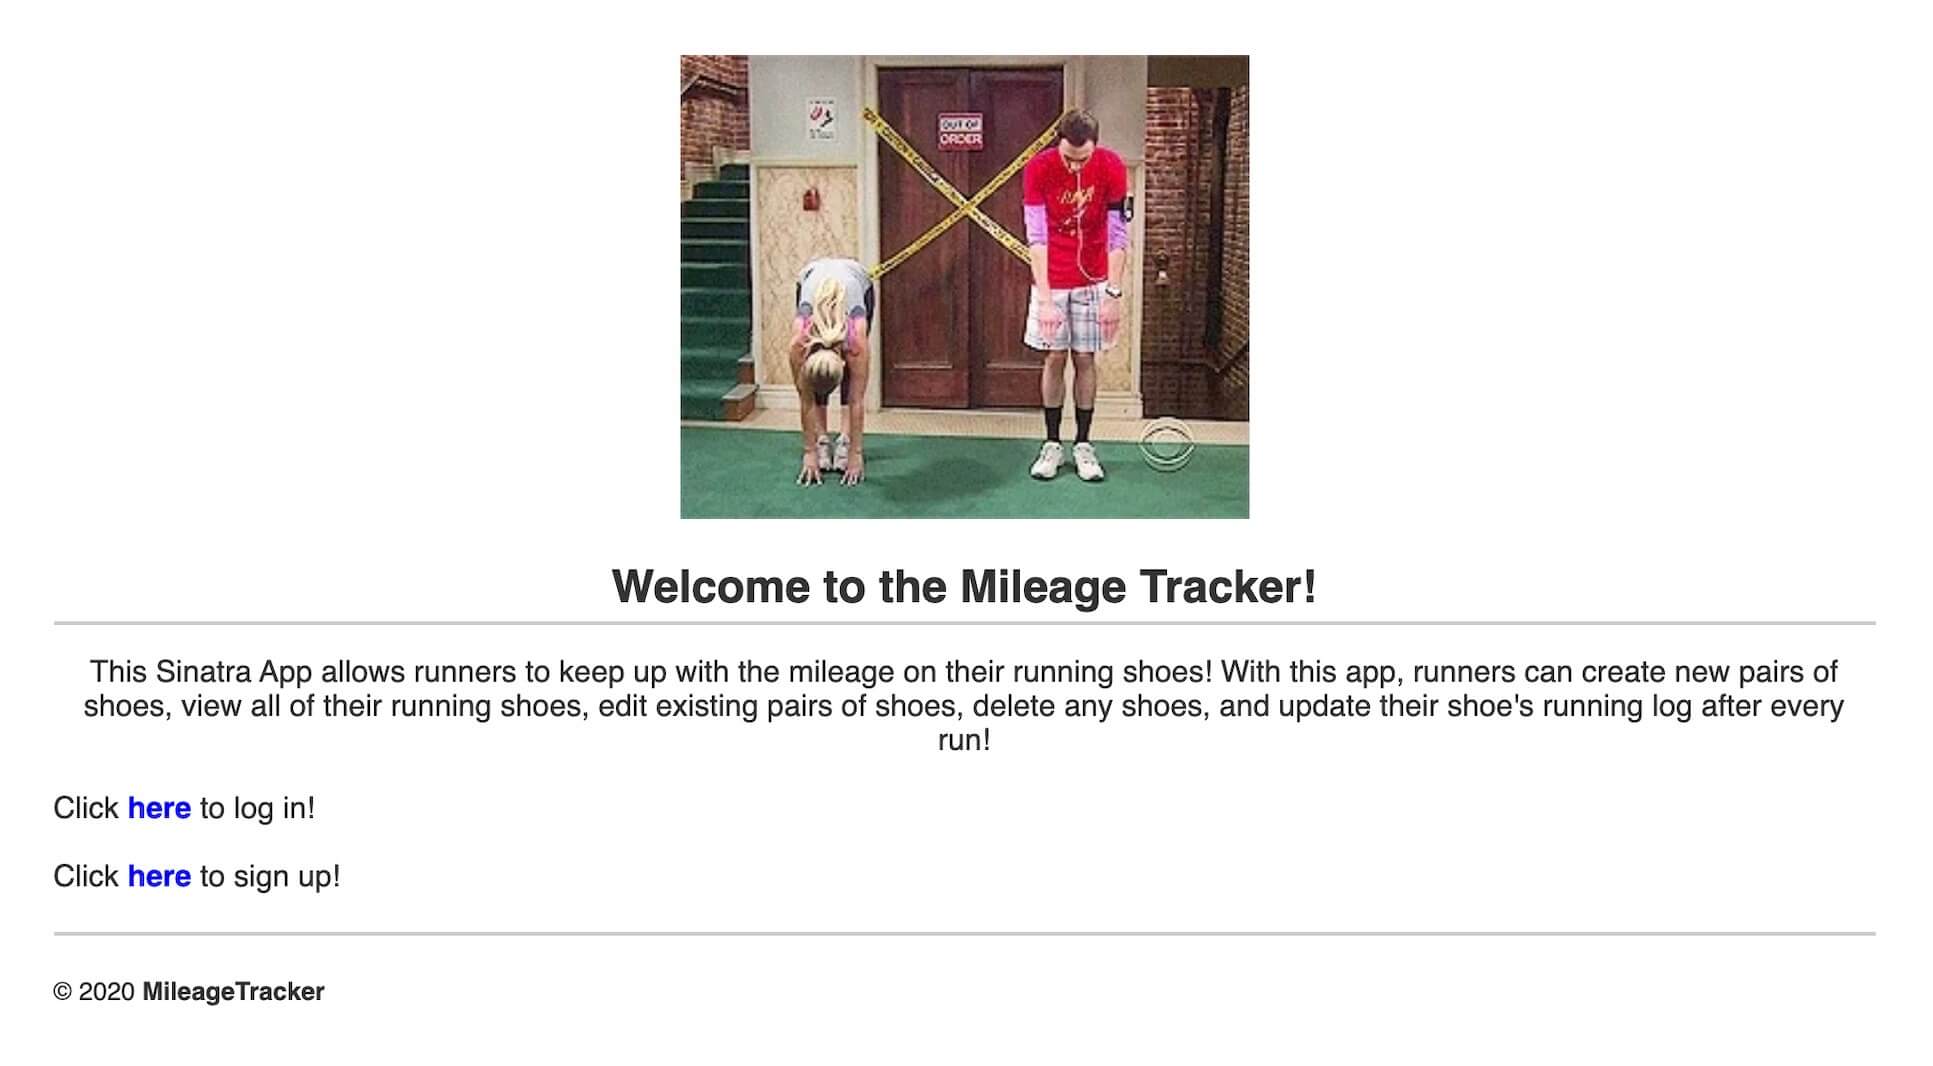 OUT OF
ORDER
Welcome to the Mileage Tracker!
This Sinatra App allows runners to keep up with the mileage on their running shoes! With this app, runners can create new pairs of
shoes, view all of their running shoes, edit existing pairs of shoes, delete any shoes, and update their shoe's running log after every
run!
Click here to log in!
Click here to sign up!
© 2020 MileageTracker